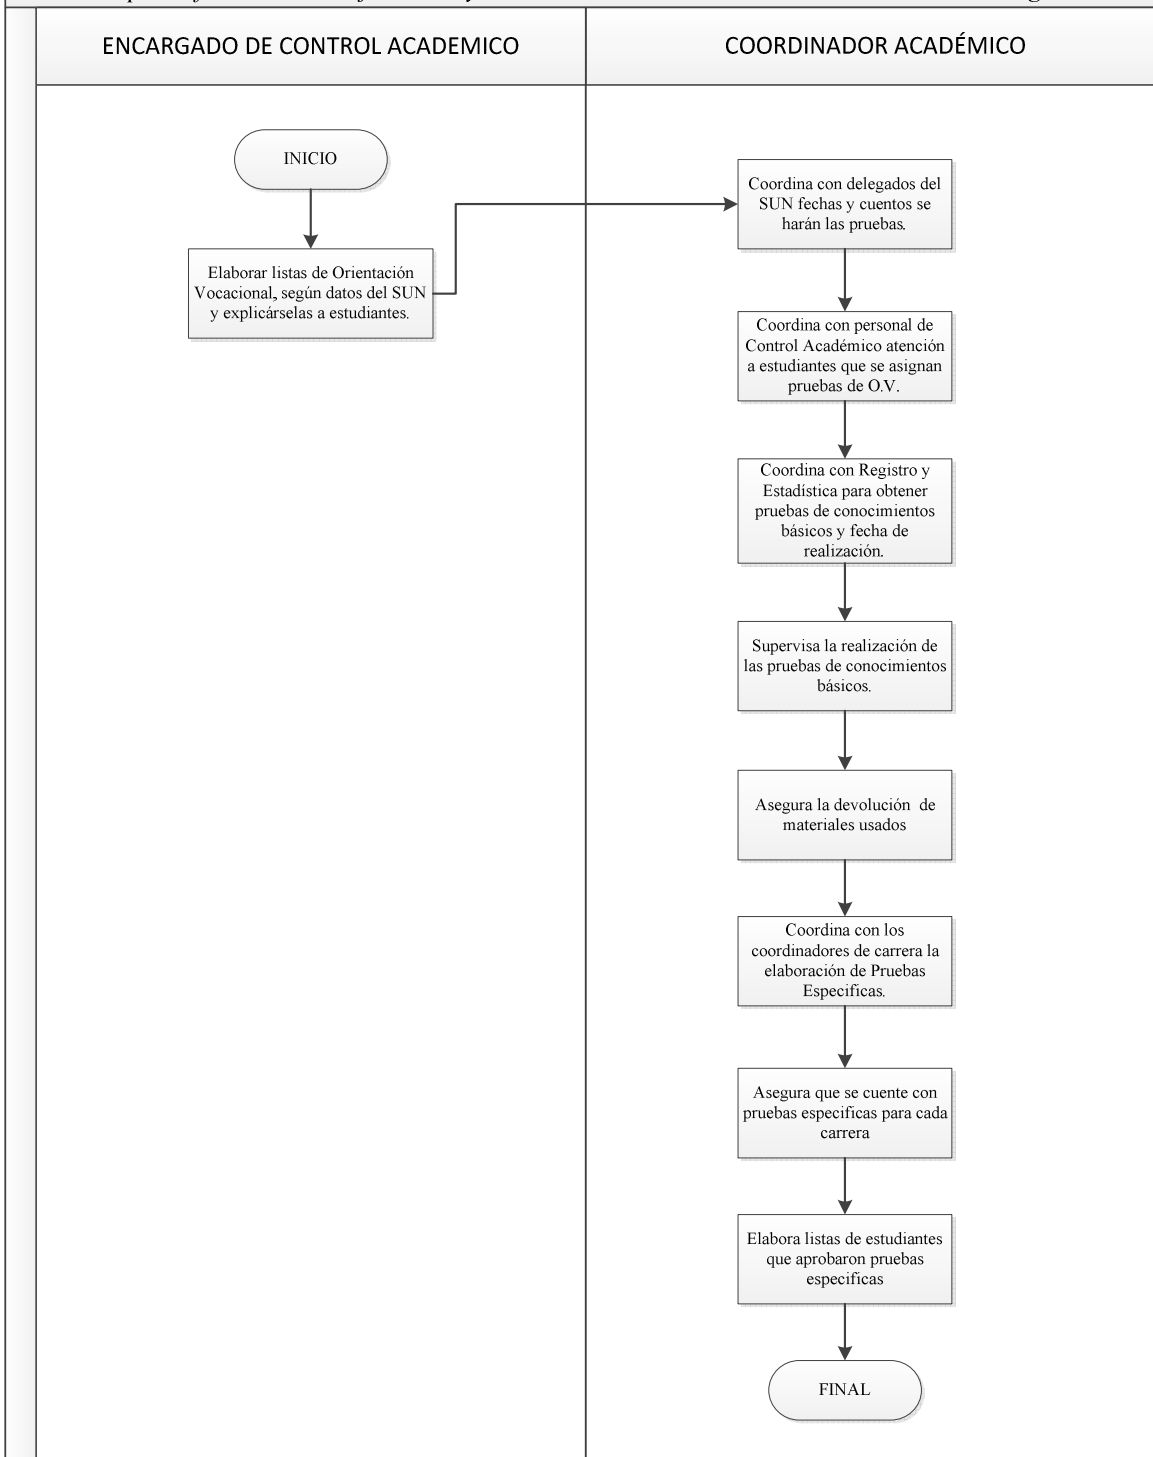 ENCARGADO DE CONTROL ACADEMICO
COORDINADOR ACADÉMICO
INICIO
Elaborar listas de Orientación
Vocacional, según datos del SUN
y explicárselas a estudiantes.
Coordina con delegados del
SUN fechas y cuentos se
harán las pruebas.
Coordina con personal de
Control Académico atención
a estudiantes que se asignan
pruebas de O.V.
Coordina con Registro y
Estadística para obtener
pruebas de conocimientos
básicos y fecha de
realización.
Supervisa la realización de
las pruebas de conocimientos
básicos.
Asegura la devolución  de
materiales usados
Coordina con los
coordinadores de carrera la
elaboración de Pruebas
Especificas.
Asegura que se cuente con
pruebas especificas para cada
carrera
Elabora listas de estudiantes
que aprobaron pruebas
especificas
FINAL